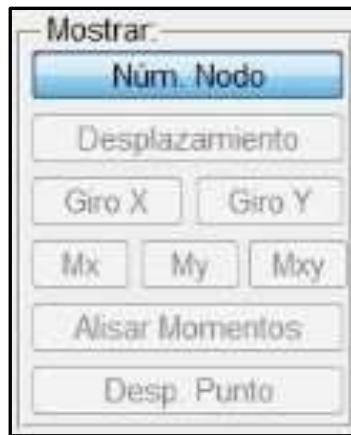 Mostrar:
Núm. Nodo
Desplazamiento
Giro X Giro Y
Mx My Mxy
Alisar Momentos
Desp. Punto